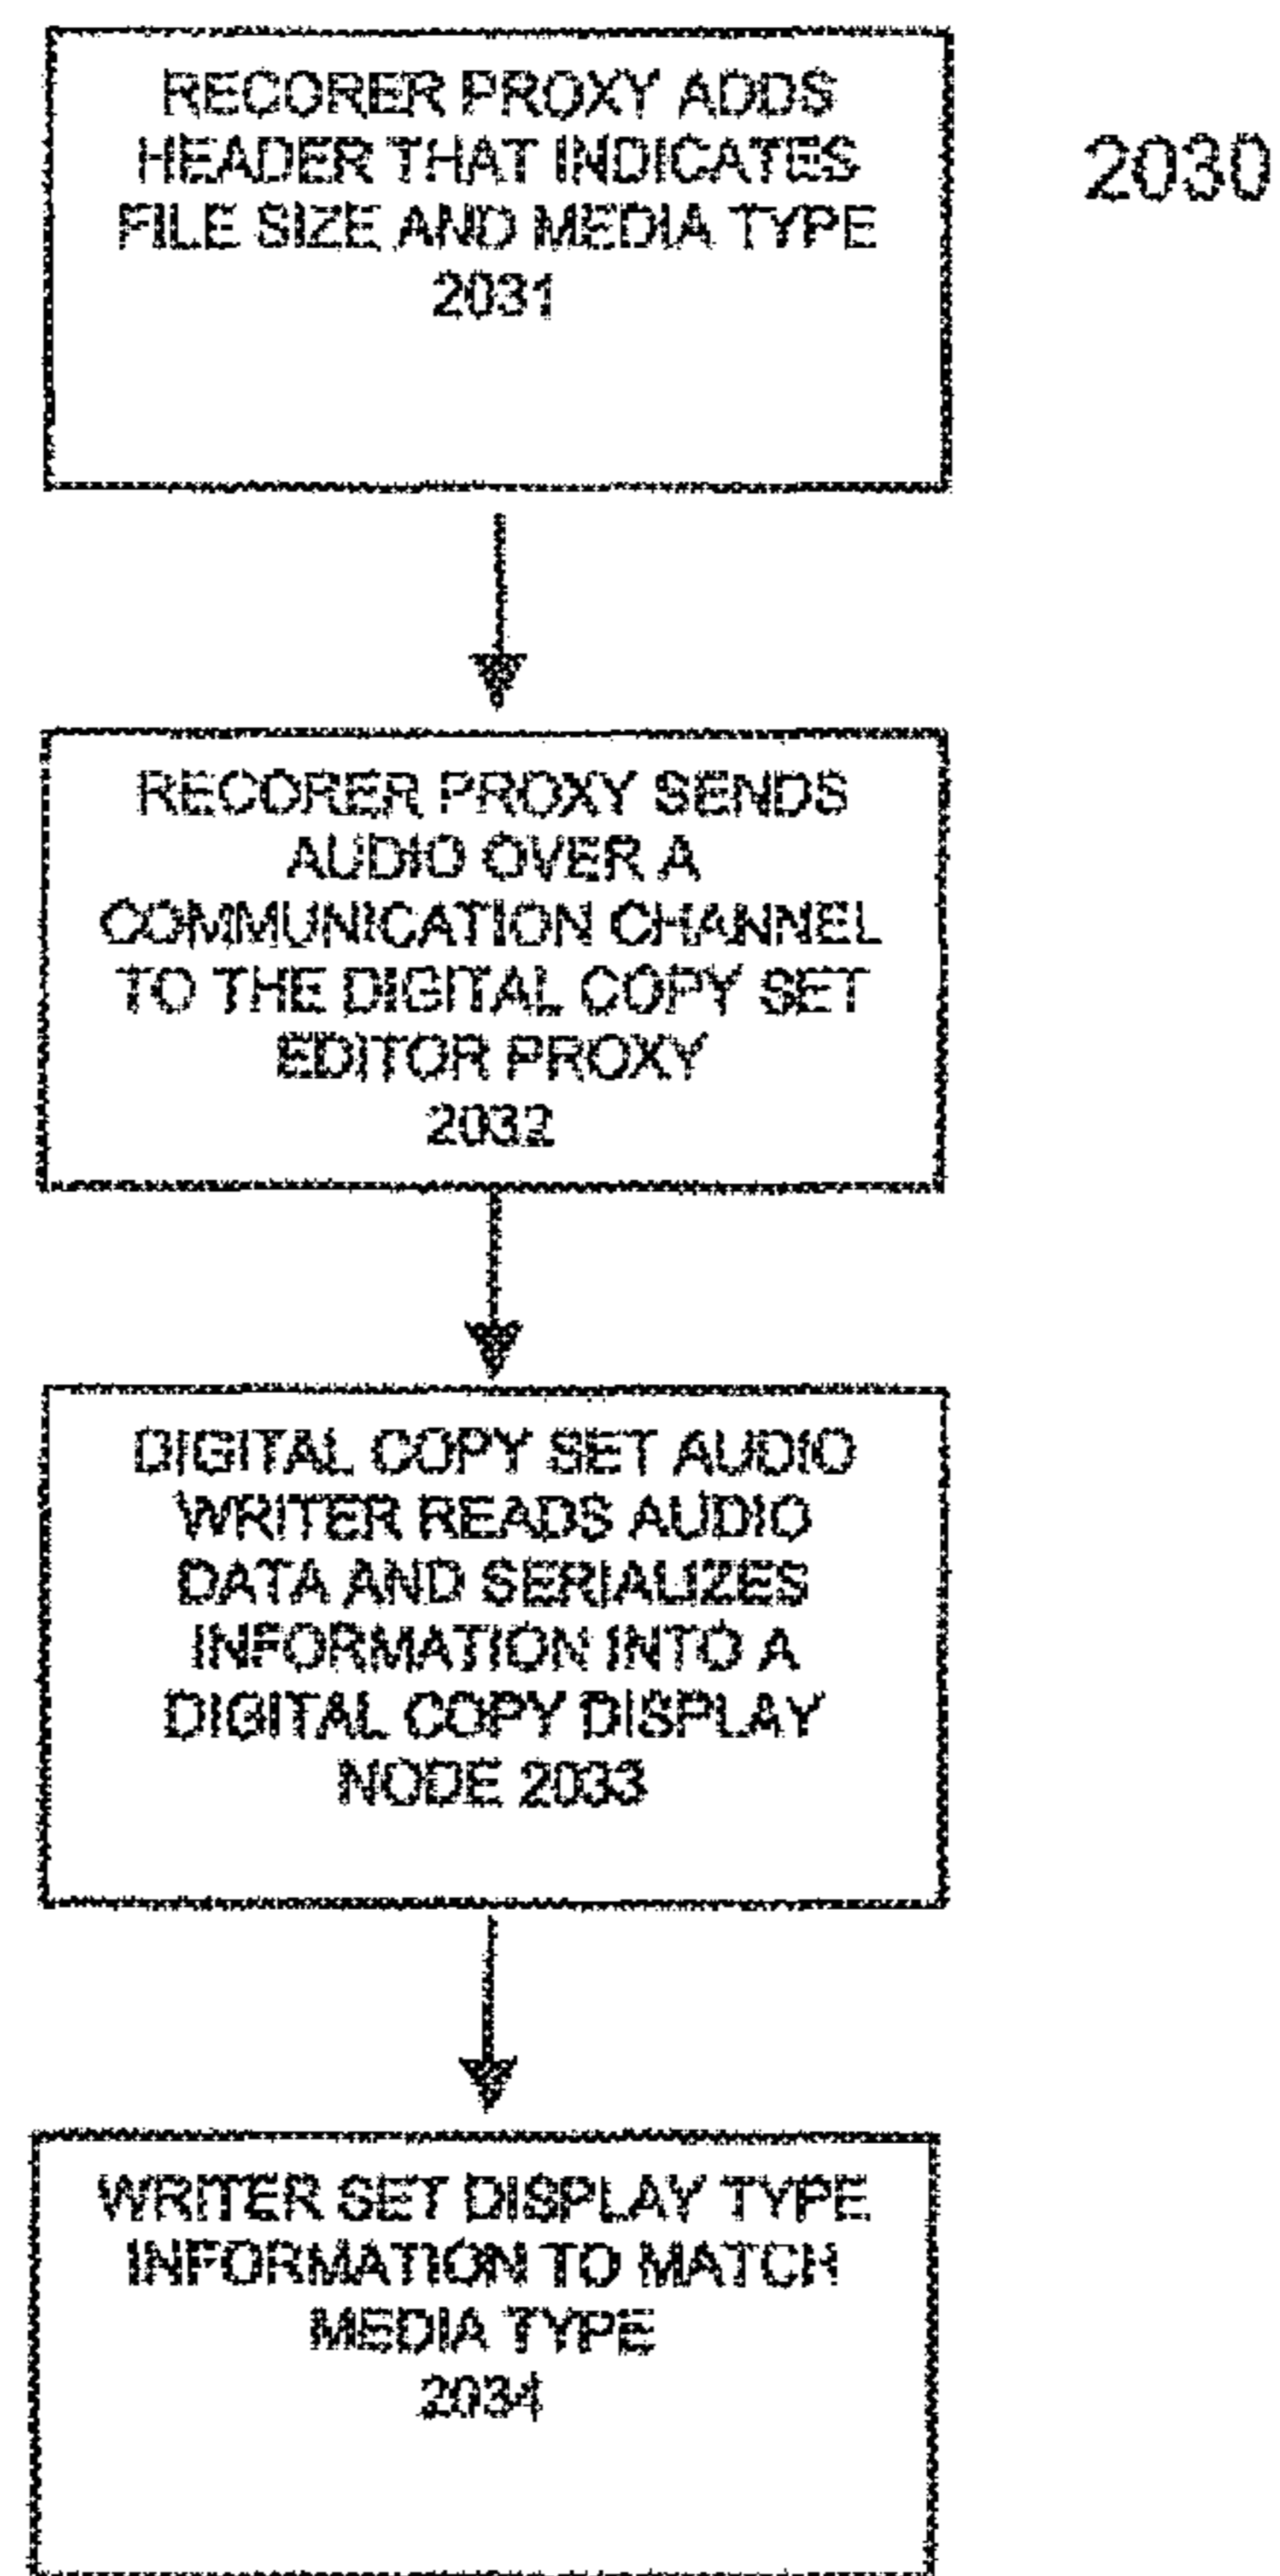 RECORER PROXY ADDS
HEADER THAT INDICATES
FILE SIZE AND MEDIA TYPE
2031
2030
RECORER PROXY SENDS
AUDIO OVER A
COMMUNICATION CHANNEL
TO THE DIGITAL COPY SET
EDITOR PROXY
2032
DIGITAL COPY SET AUDIO
WRITER READS AUDIO
DATA AND SERIALIZES
INFORMATION INTO A
DIGITAL COPY DISPLAY
NODE 2033
WRITER SET DISPLAY TYPE
INFORMATION TO MATCH
MEDIA TYPE
2034